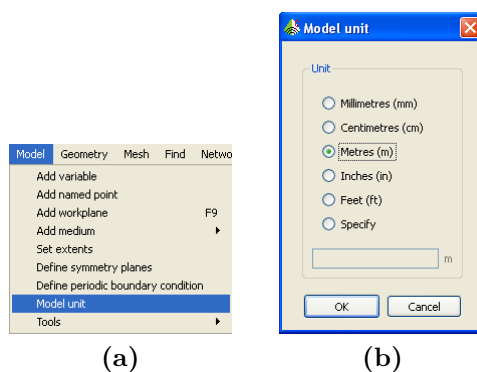 Model Geometry Mesh Find Netwo
Add variable
Add named point
Add workplane F9
Add medium
Set extents
Define symmetry planes
Define periodic boundary condition
Model unit
Tools
(a)
Model unit
Unit
Millimetres (mm)
Centimetres (cm)
Metres (m)
Inches (in)
Feet (ft)
Specify
m
OK Cancel
(b)